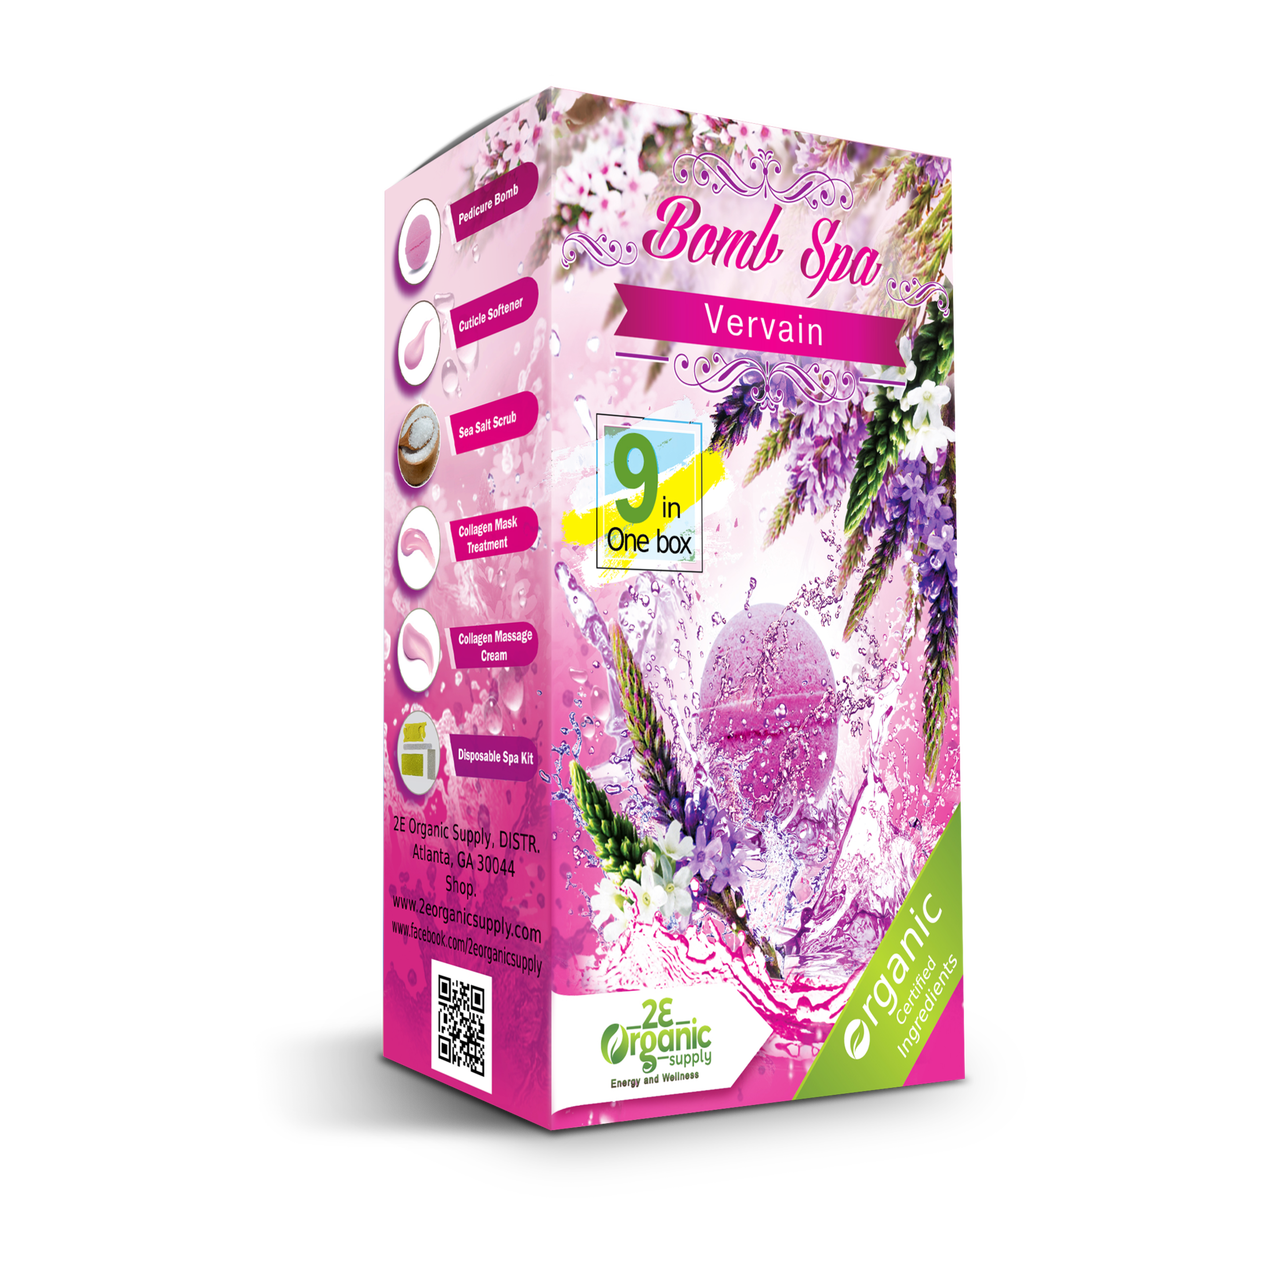 Pedicure Bomb
Cuticle Softener
Sea Salt Scrub
Collagen Mask
Treatment
Collagen Massage
Cream
Disposable Spa Kit
2E Organic Supply, DISTR.
Atlanta, GA 30044
Shop.
www.2eorganicsupply.com
www.facebook.com/2eorganicsupply
Bomb Spa
Vervain
9 in
One box
2E
Organic
supply
Energy and Wellness
Organic
Certified
Ingredients